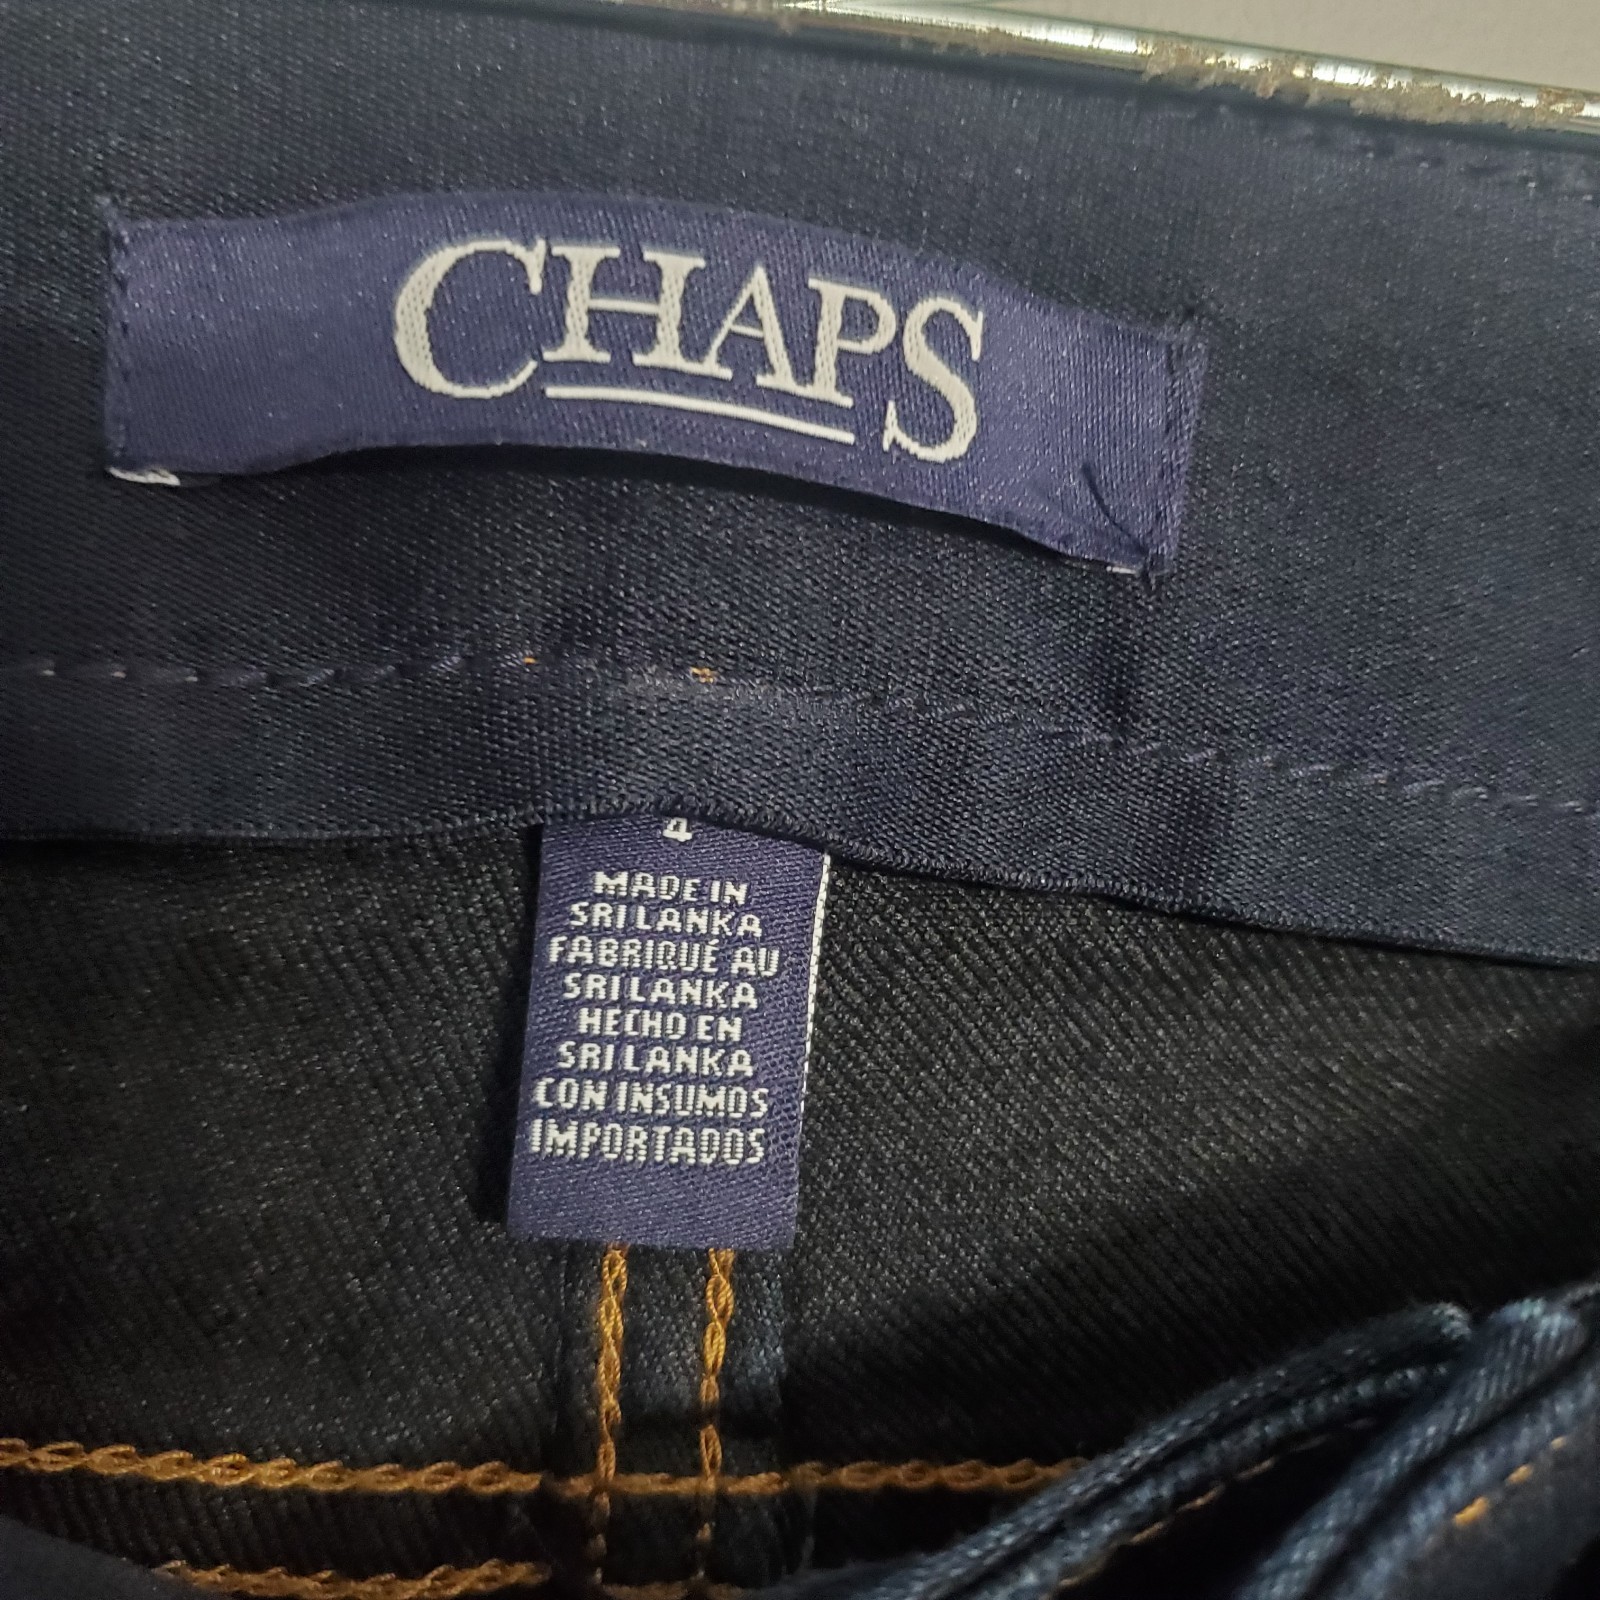 CHAPS
4
MADE IN
SRI LANKA
FABRIQUÉ AU
SRI LANKA
HECHO EN
SRI LANKA
CON INSUMOS
IMPORTADOS